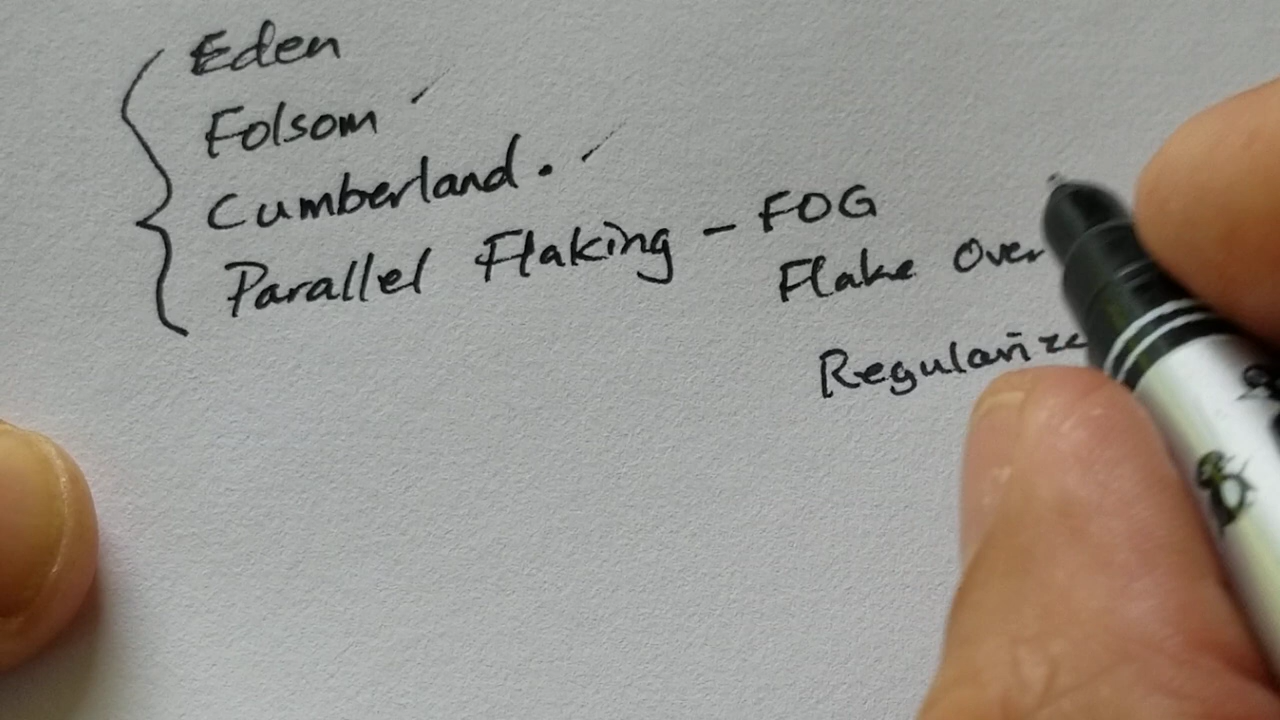 Eden
Folsom
Cumberland.
Parallel Flaking - FOG
Flake Over
Regularize